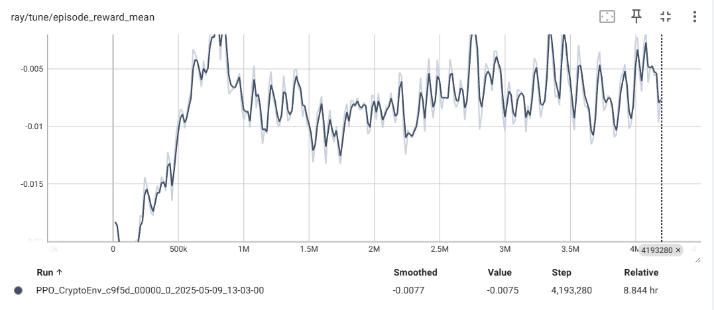 ray/tune/episode_reward_mean
-0.005
-0.01
-0.015
0 500k 1M 1.5M 2M 2.5M 3M 3.5M 4M 4193280
Run ↑ Smoothed Value Step Relative
PPO_CryptoEnv_c9f5d_00000_0_2025-05-09_13-03-00 -0.0077 -0.0075 4,193,280 8.844 hr